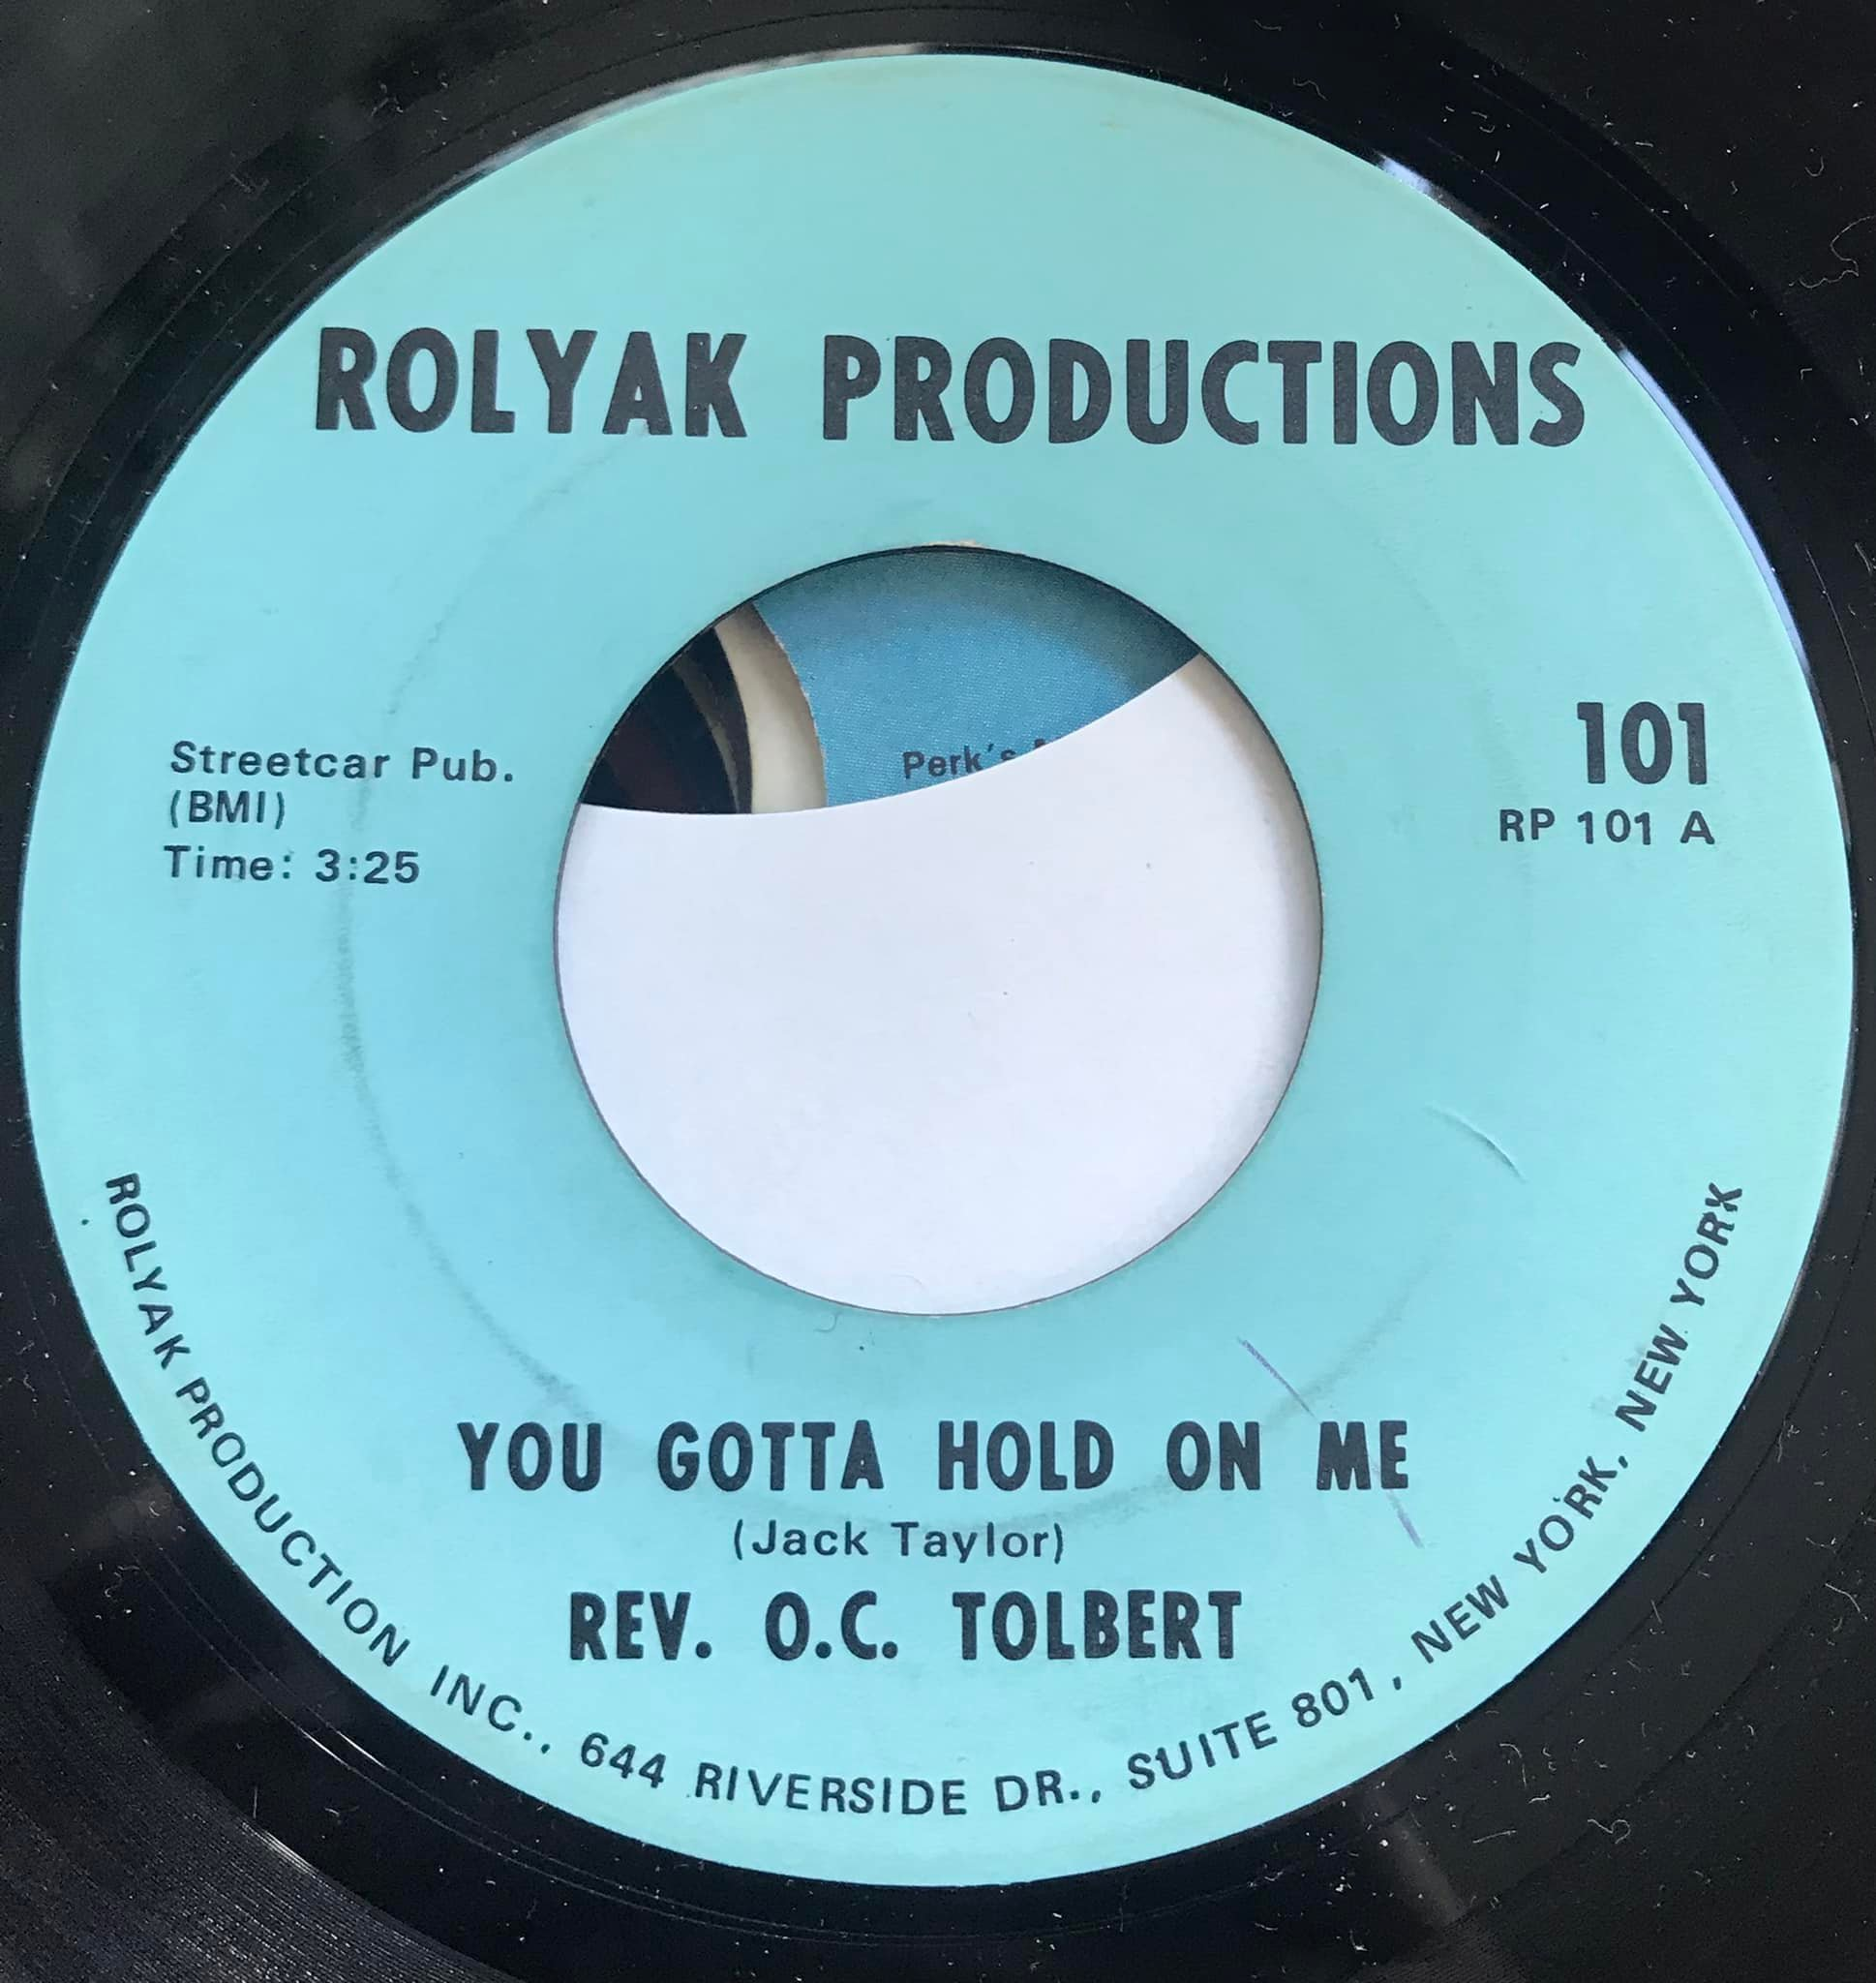 ROLYAK PRODUCTIONS
Perk's
Streetcar Pub.
(BMI)
Time: 3:25
101
RP 101 A
YOU GOTTA HOLD ON ME
(Jack Taylor)
REV. O.C. TOLBERT
ROLYAK PRODUCTION INC., 644 RIVERSIDE DR., SUITE 801, NEW YORK, NEW YORK